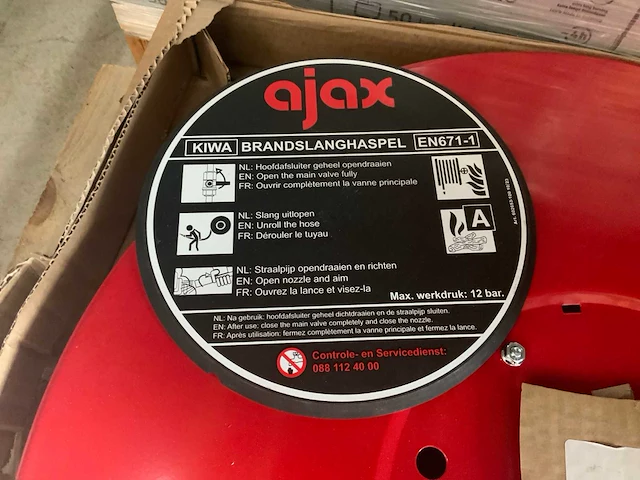 ajax
KIWA BRANDSLANGHASPEL EN671-1
NL: Hoofdafsluiter geheel opendraaien
EN: Open the main valve fully
FR: Ouvrir complètement la vanne principale
NL: Slang uitlopen
EN: Unroll the hose
FR: Dérouler le tuyau
A
NL: Straalpijp opendraaien en richten
EN: Open nozzle and aim
FR: Ouvrez la lance et visez-la
Max. werkdruk: 12 bar.
NL: Na gebruik: hoofdafsluiter geheel dichtdraaien en de straalpijp sluiten.
EN: After use: close the main valve completely and close the nozzle.
FR: Après utilisation: fermez complètement la vanne principale et fermez la lance.
Controle- en Servicedienst:
088 112 40 00